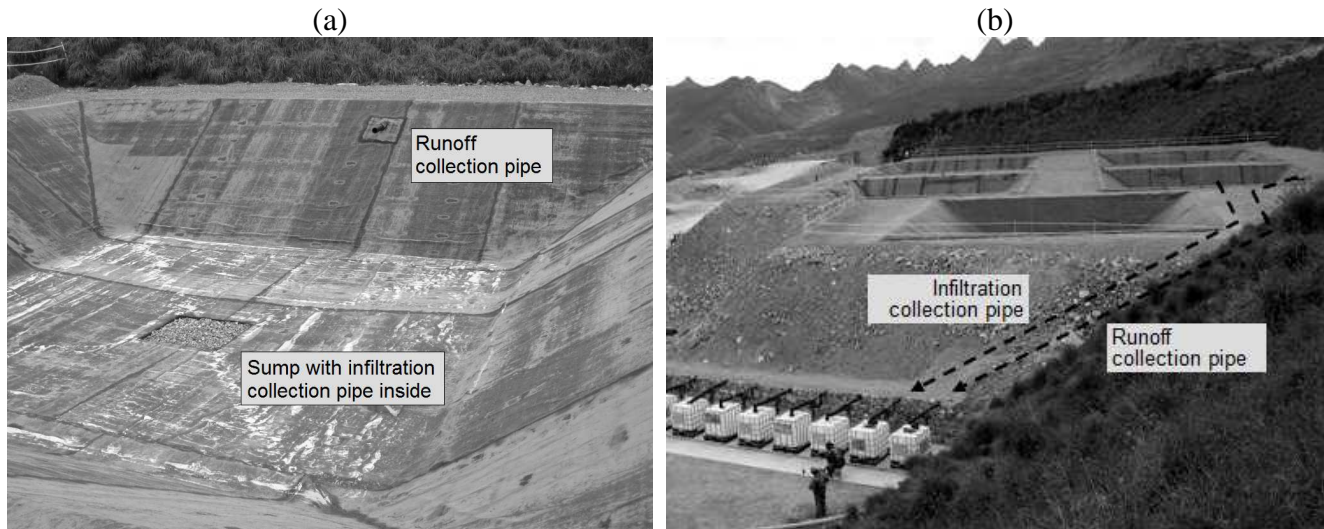 (a)
(b)
Runoff
collection pipe
Sump with infiltration
collection pipe inside
Infiltration
collection pipe
Runoff
collection pipe